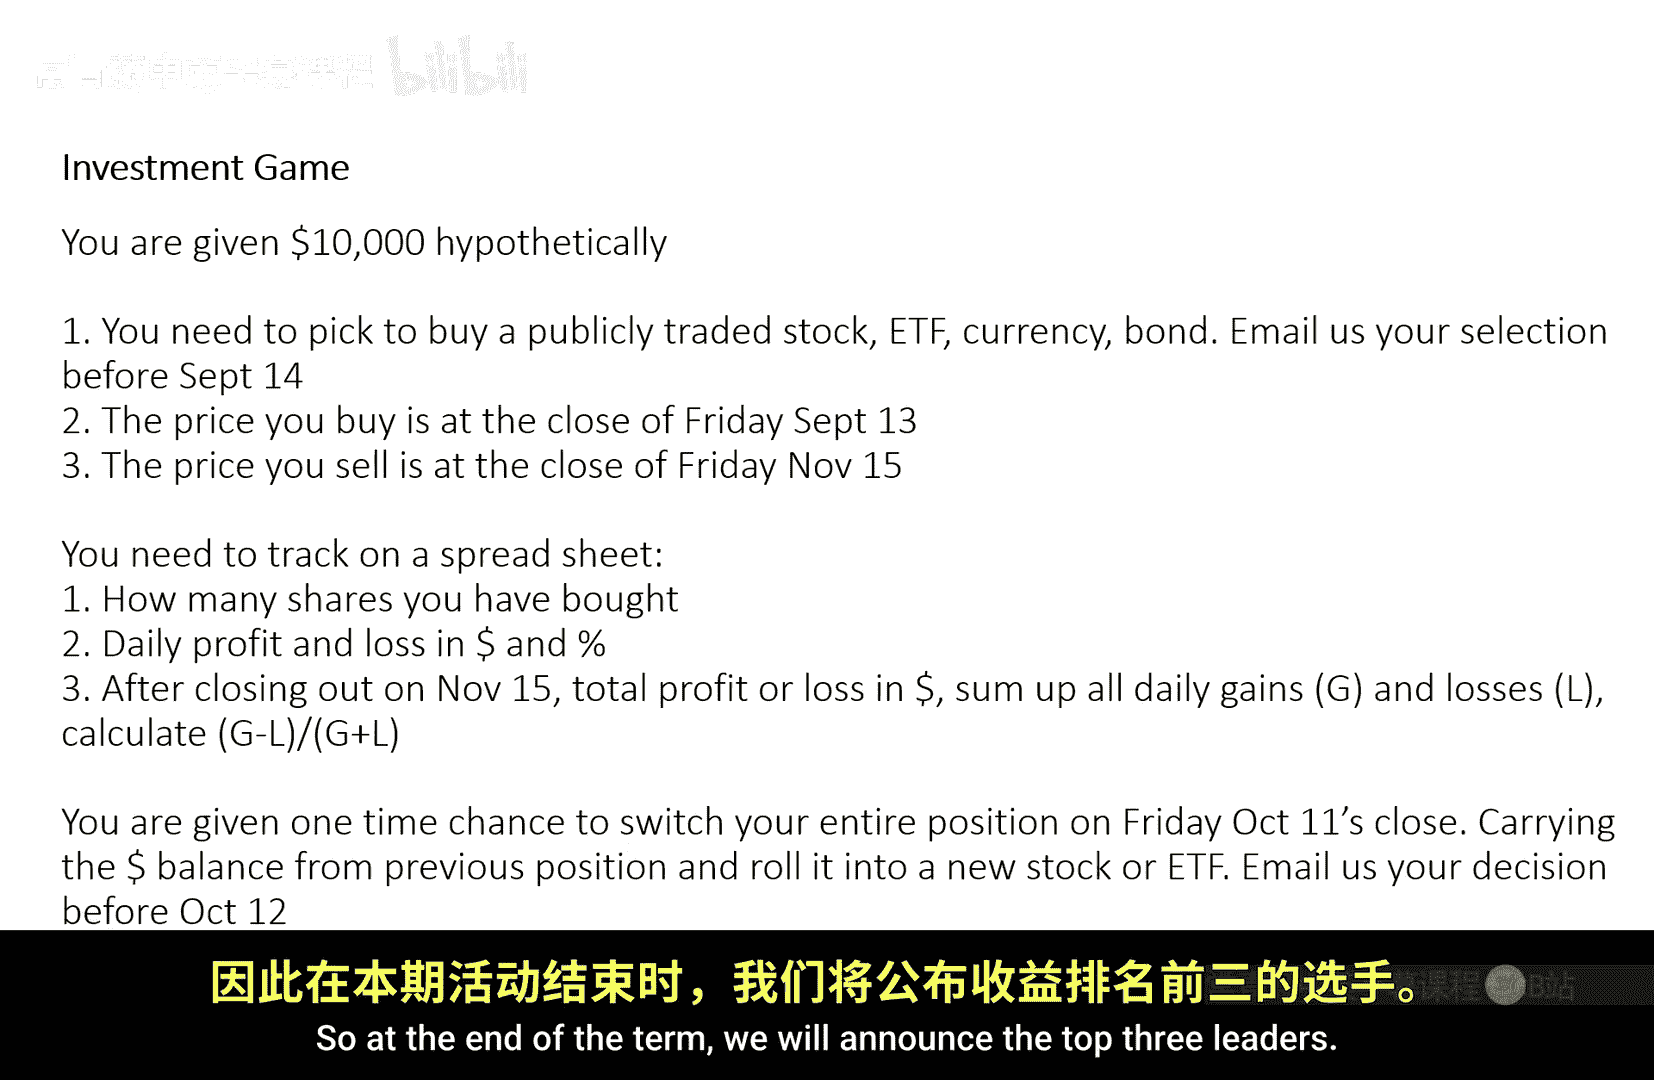 bilibili
Investment Game
You are given $10,000 hypothetically
1. You need to pick to buy a publicly traded stock, ETF, currency, bond. Email us your selection
before Sept 14
2. The price you buy is at the close of Friday Sept 13
3. The price you sell is at the close of Friday Nov 15
You need to track on a spread sheet:
1. How many shares you have bought
2. Daily profit and loss in $ and %
3. After closing out on Nov 15, total profit or loss in $, sum up all daily gains (G) and losses (L),
calculate (G-L)/(G+L)
You are given one time chance to switch your entire position on Friday Oct 11’s close. Carrying
the $ balance from previous position and roll it into a new stock or ETF. Email us your decision
before Oct 12
因此在本期活动结束时，我们将公布收益排名前三的选手。
So at the end of the term, we will announce the top three leaders.